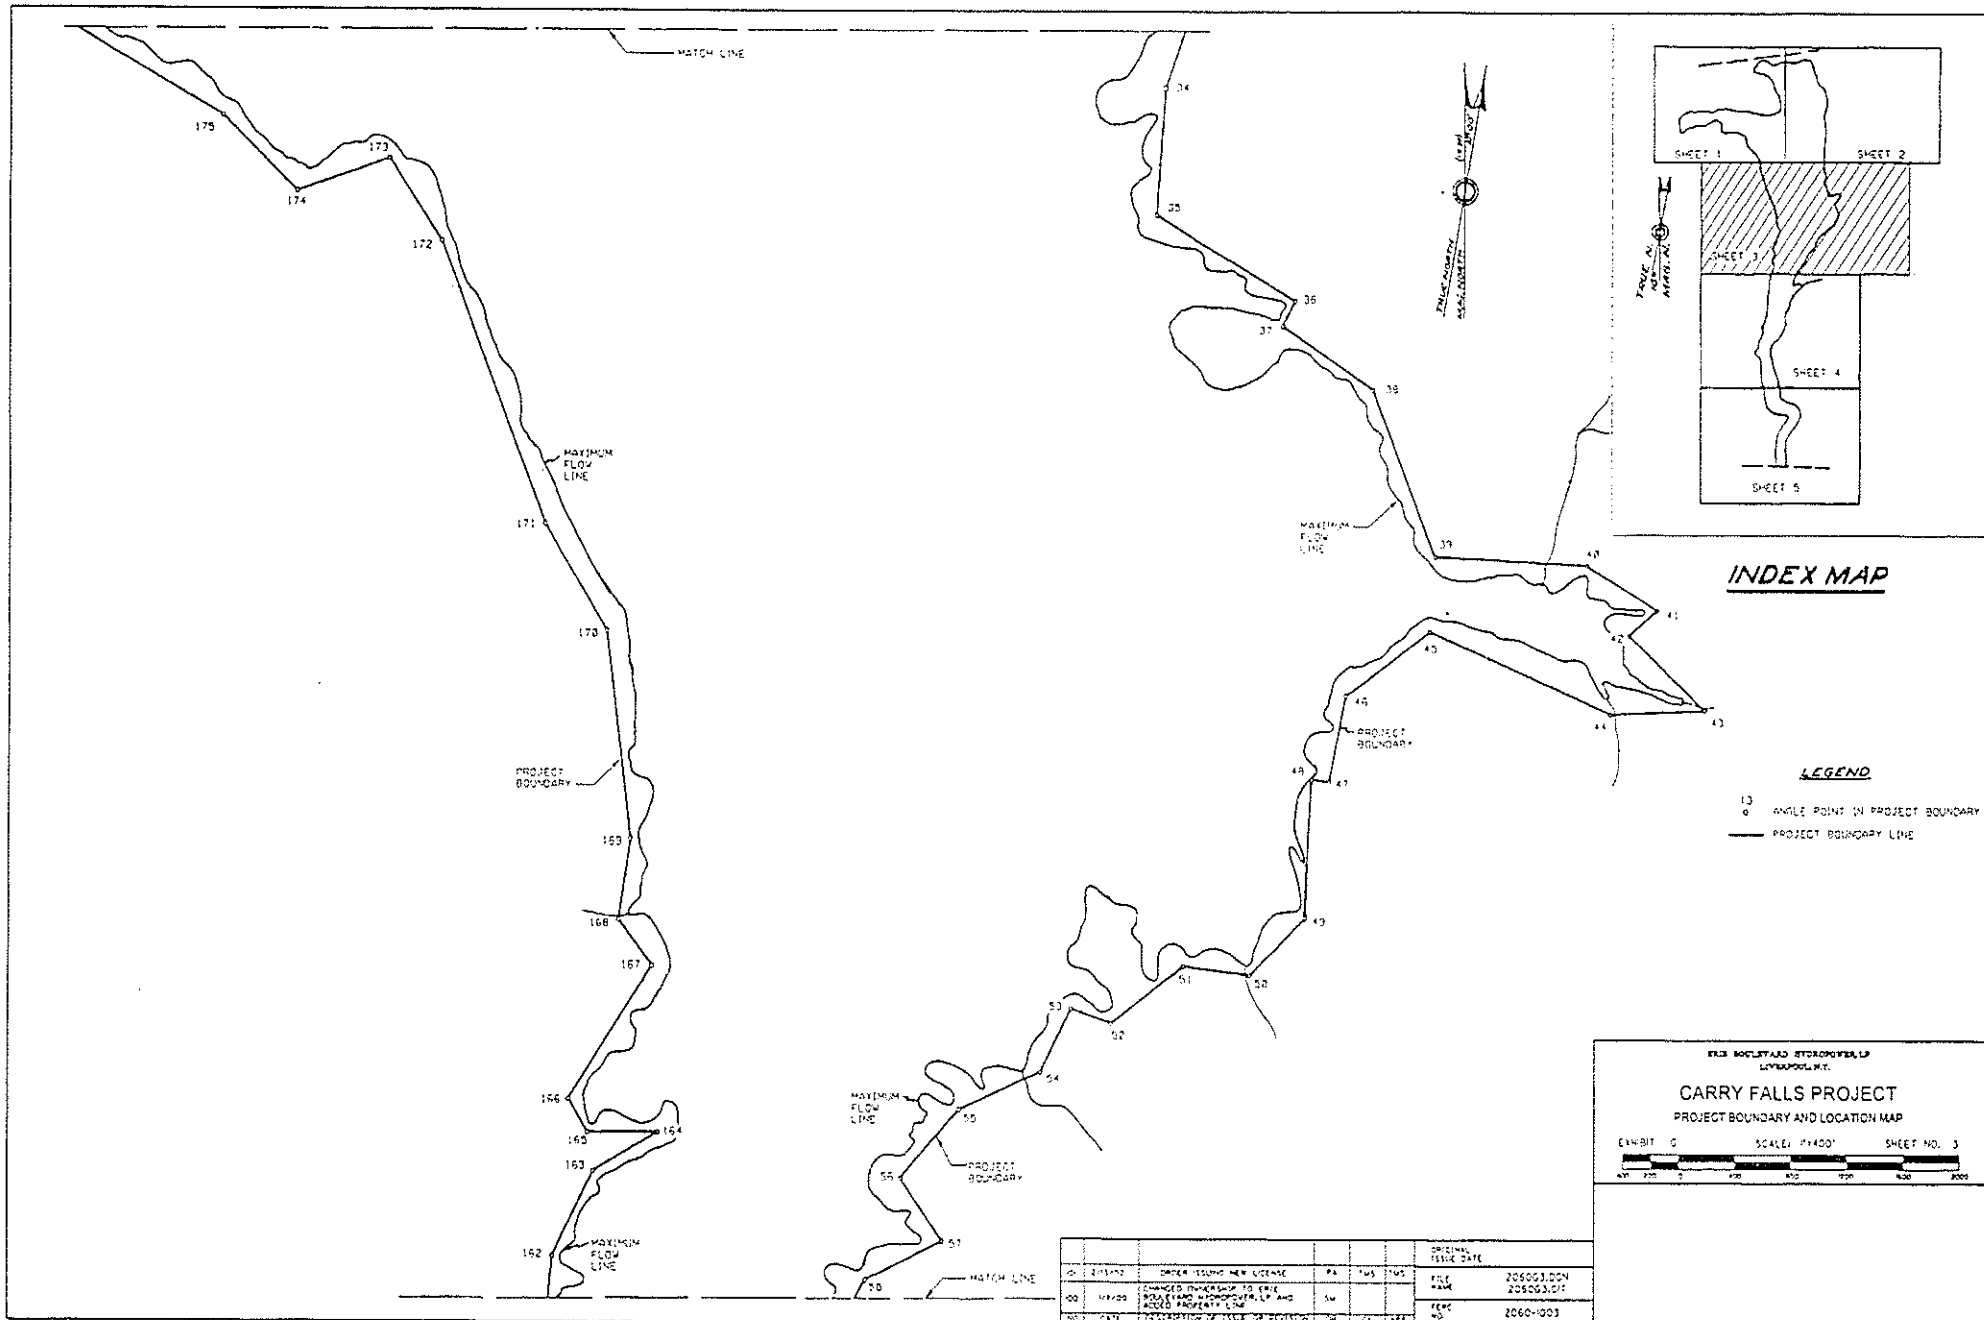 MATCH LINE
34
35
36
37
38
39
40
41
42
43
44
45
46
47
48
49
50
51
52
53
54
55
56
57
58
175
174
173
172
171
170
169
168
167
166
165
164
163
162
MAXIMUM
FLOW
LINE
PROJECT
BOUNDARY
MAXIMUM
FLOW
LINE
MAXIMUM
FLOW
LINE
PROJECT
BOUNDARY
MAXIMUM
FLOW
LINE
PROJECT
BOUNDARY
MATCH LINE
TRUE NORTH
MAG. NORTH
SHEET 1
SHEET 2
SHEET 3
SHEET 4
SHEET 5
TRUE N.
MAG. N.
INDEX MAP
LEGEND
13
ANGLE POINT IN PROJECT BOUNDARY
PROJECT BOUNDARY LINE
ERIE BOULEVARD HYDROPOWER, LP
LIVERPOOL, N.Y.
CARRY FALLS PROJECT
PROJECT BOUNDARY AND LOCATION MAP
EXHIBIT G SCALE: 1"=400' SHEET NO. 3
ORIGINAL
ISSUE DATE
ORDER ISSUING NEW LICENSE
CHANGED OWNERSHIP TO ERIE
BOULEVARD HYDROPOWER, LP AND
ADDED PROPERTY LINE
FILE
NAME
FERC
NO.
2060-1003